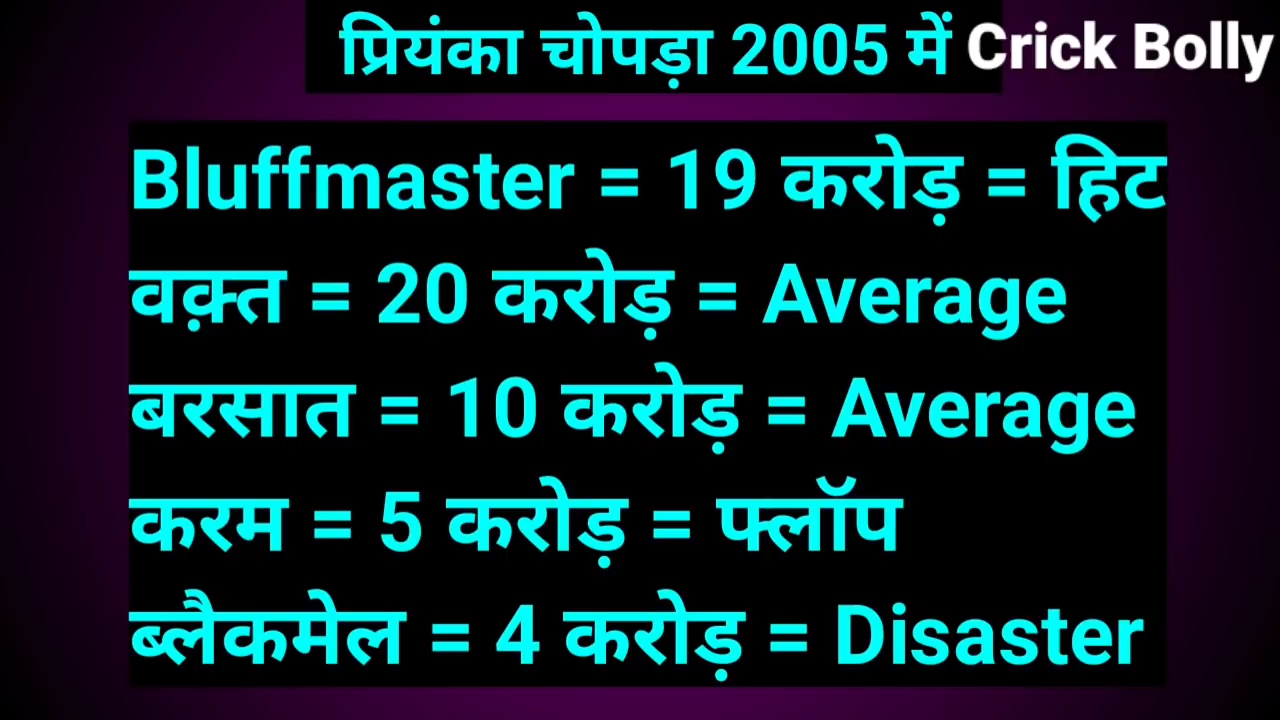 प्रियंका चोपड़ा 2005 में Crick Bolly
Bluffmaster = 19 करोड़ = हिट
वक़्त = 20 करोड़ = Average
बरसात = 10 करोड़ = Average
करम = 5 करोड़ = फ्लॉप
ब्लैकमेल = 4 करोड़ = Disaster